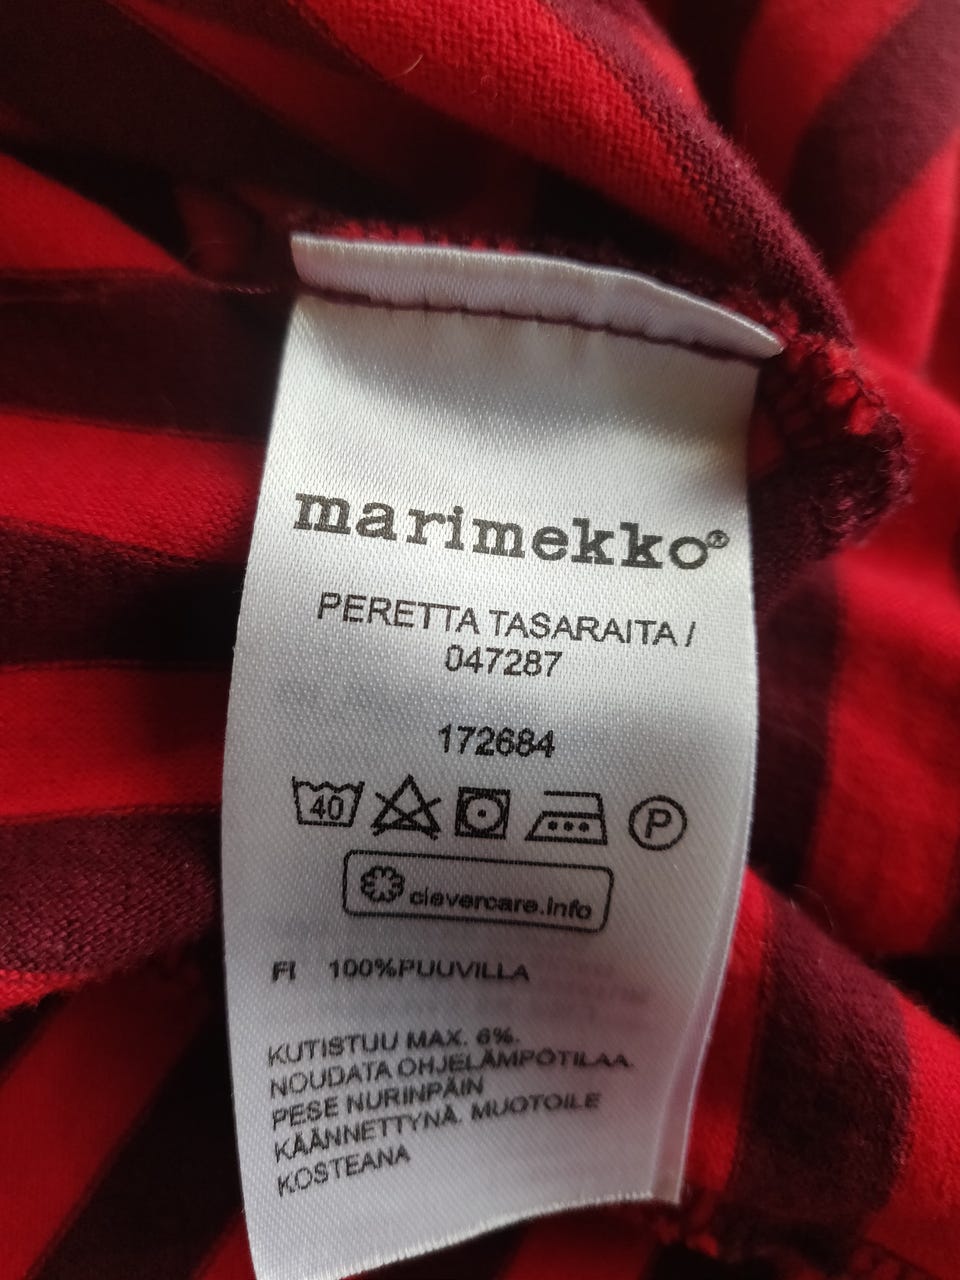 marimekko®
PERETTA TASARAITA /
047287
172684
40 P
clevercare.info
FI 100%PUUVILLA
KUTISTUU MAX. 6%.
NOUDATA OHJELÄMPÖTILAA.
PESE NURINPÄIN
KÄÄNNETTYNÄ. MUOTOILE
KOSTEANA